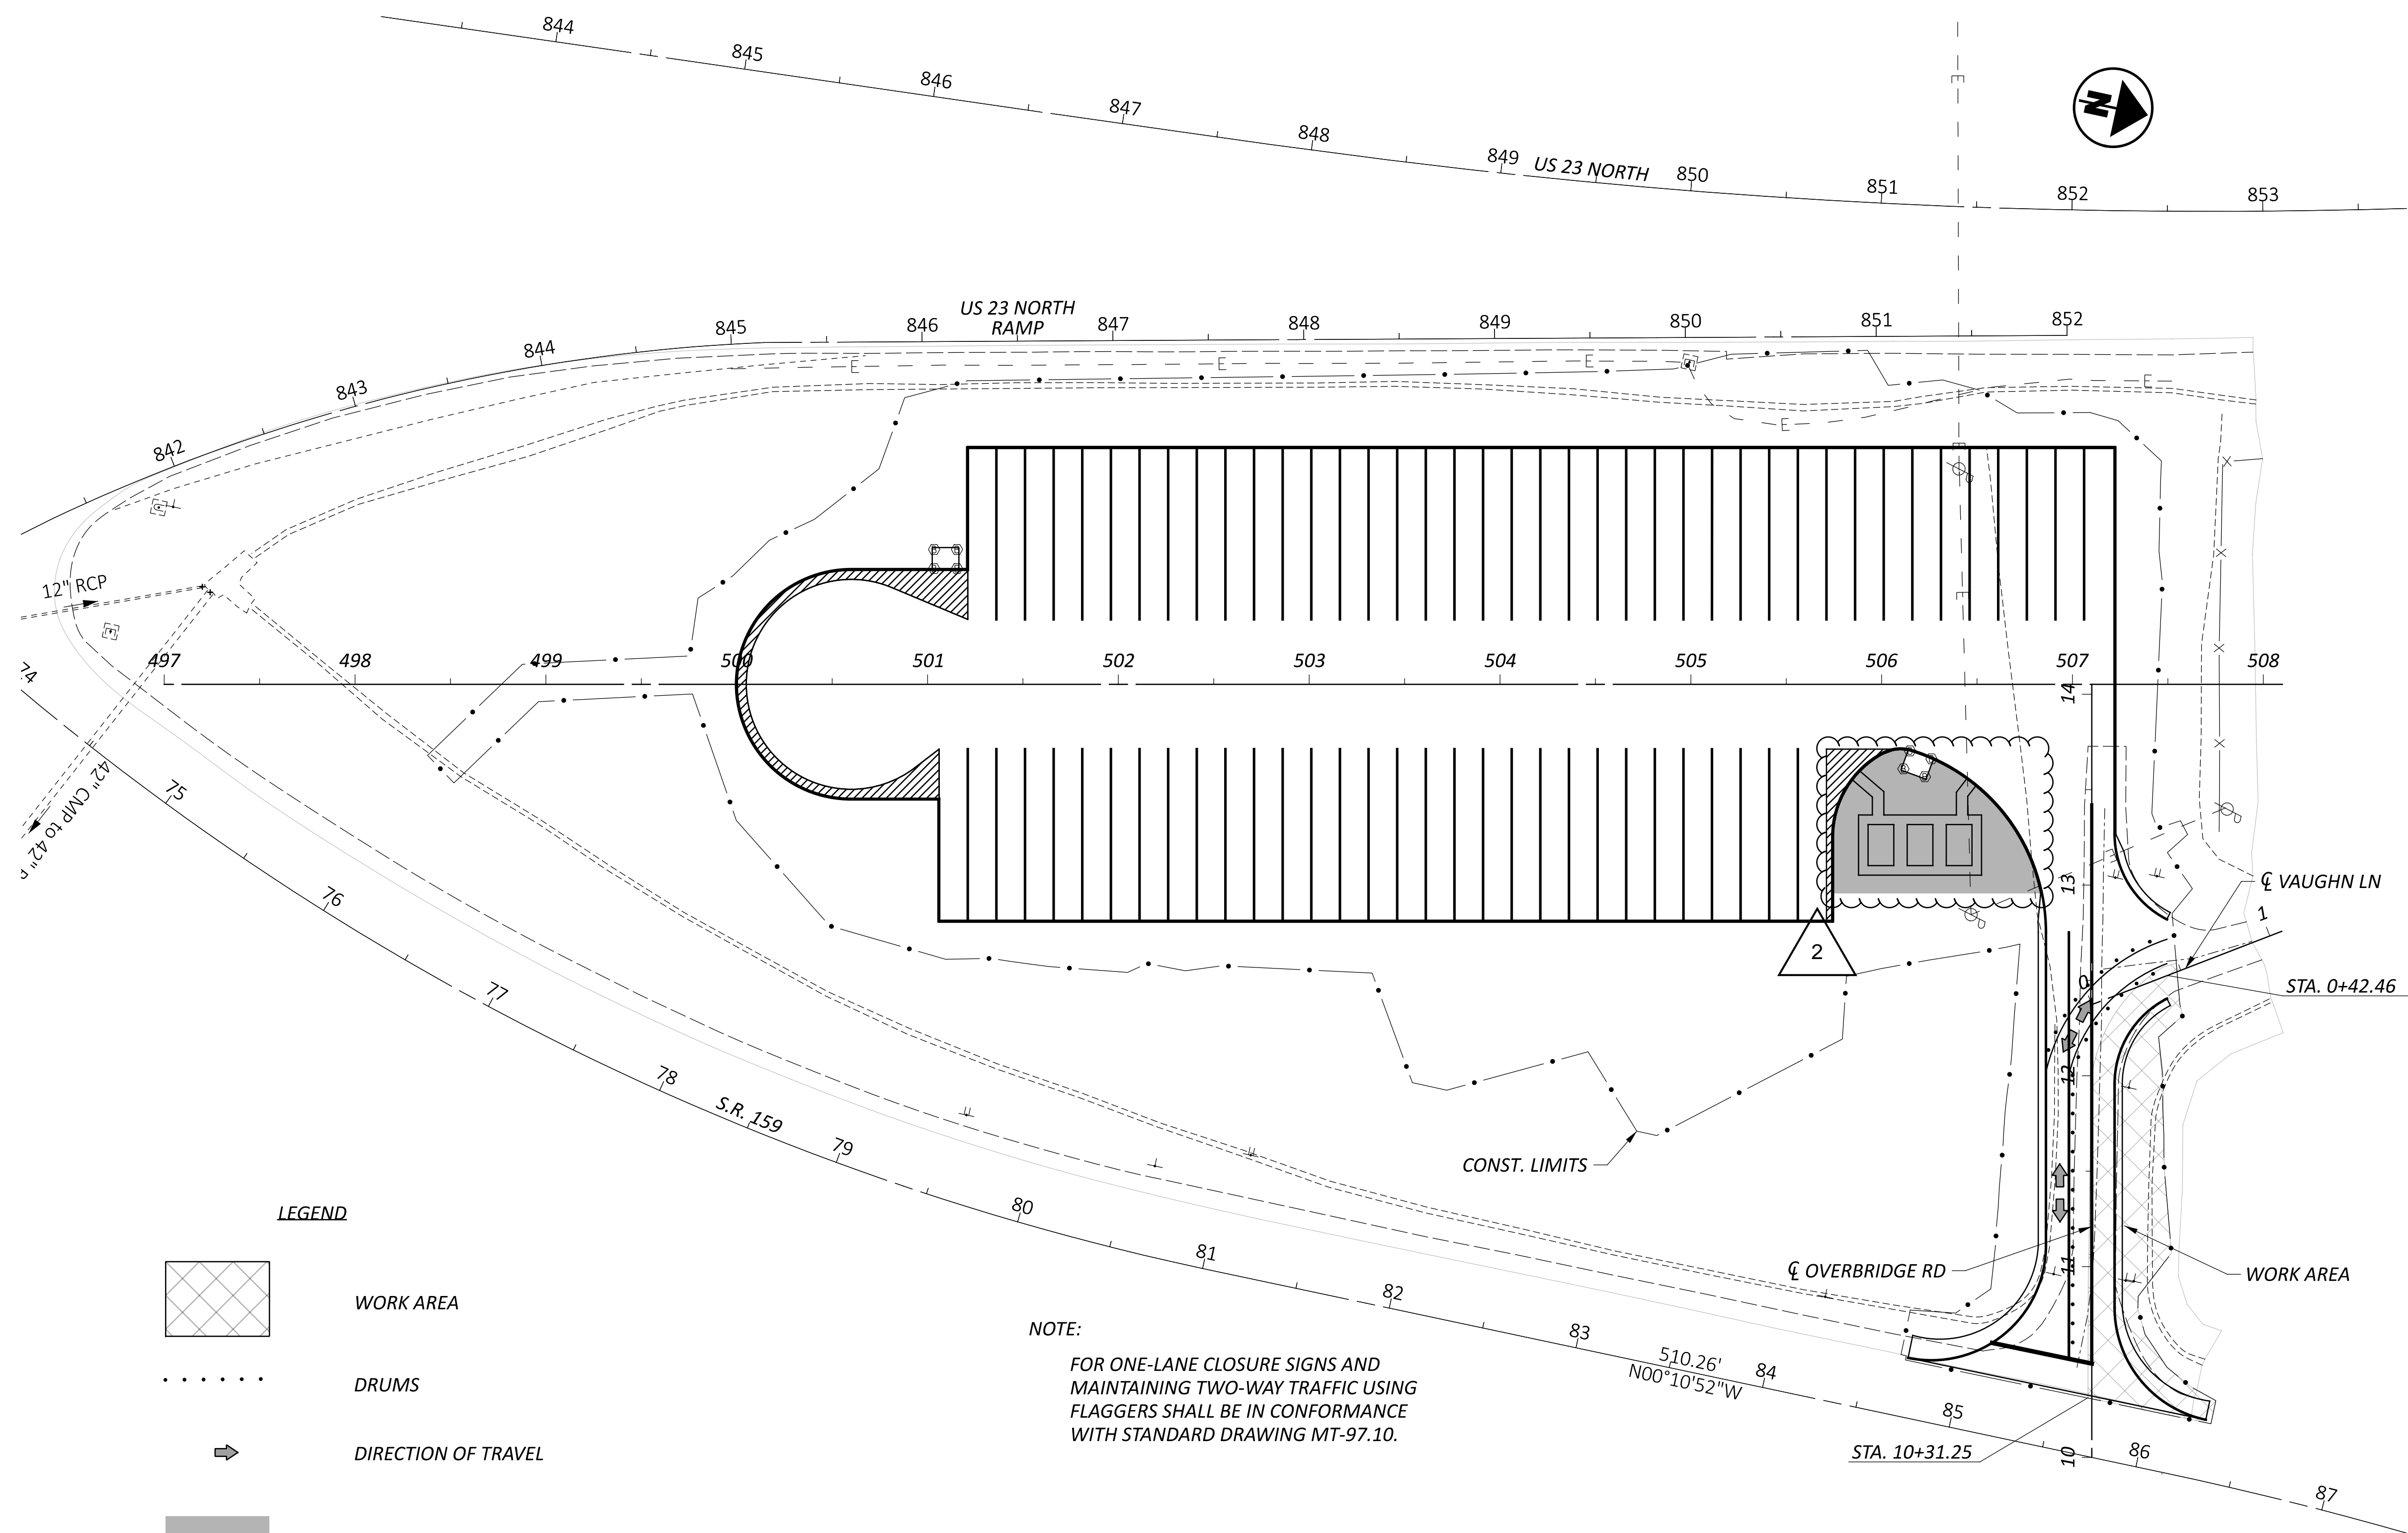 844
845
846
847
848
849
US 23 NORTH
850
851
852
853
N
E
US 23 NORTH
RAMP
842
843
844
845
846
847
848
849
850
851
852
E
E
E
E
E
E
E
12" RCP
497
498
499
500
501
502
503
504
505
506
507
508
14
13
12
11
10
0
1
2
℄ VAUGHN LN
STA. 0+42.46
42" CMP to 42"
74
75
76
77
78
S.R. 159
79
80
81
82
83
84
85
86
87
510.26'
N00°10'52"W
CONST. LIMITS
℄ OVERBRIDGE RD
WORK AREA
STA. 10+31.25
LEGEND
WORK AREA
DRUMS
DIRECTION OF TRAVEL
NOTE:
FOR ONE-LANE CLOSURE SIGNS AND
MAINTAINING TWO-WAY TRAFFIC USING
FLAGGERS SHALL BE IN CONFORMANCE
WITH STANDARD DRAWING MT-97.10.